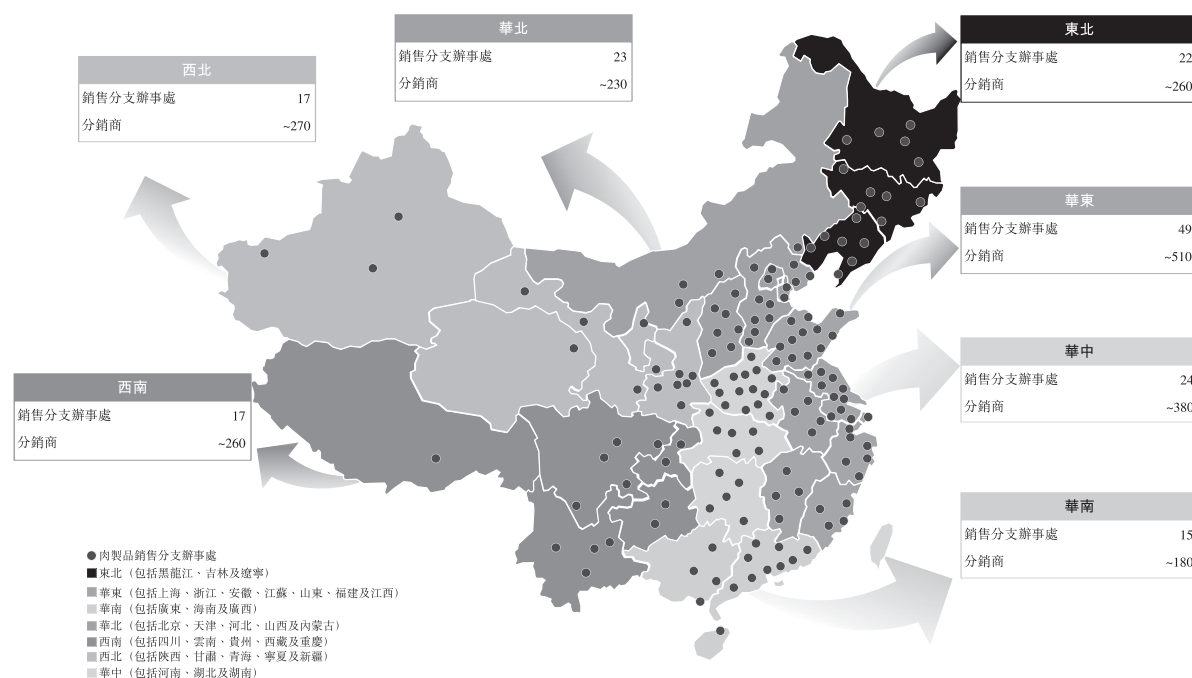 西北
銷售分支辦事處 17
分銷商 ~270
華北
銷售分支辦事處 23
分銷商 ~230
東北
銷售分支辦事處 22
分銷商 ~260
華東
銷售分支辦事處 49
分銷商 ~510
華中
銷售分支辦事處 24
分銷商 ~380
西南
銷售分支辦事處 17
分銷商 ~260
華南
銷售分支辦事處 15
分銷商 ~180
肉製品銷售分支辦事處
東北（包括黑龍江、吉林及遼寧）
華東（包括上海、浙江、安徽、江蘇、山東、福建及江西）
華南（包括廣東、海南及廣西）
華北（包括北京、天津、河北、山西及內蒙古）
西南（包括四川、雲南、貴州、西藏及重慶）
西北（包括陝西、甘肅、青海、寧夏及新疆）
華中（包括河南、湖北及湖南）